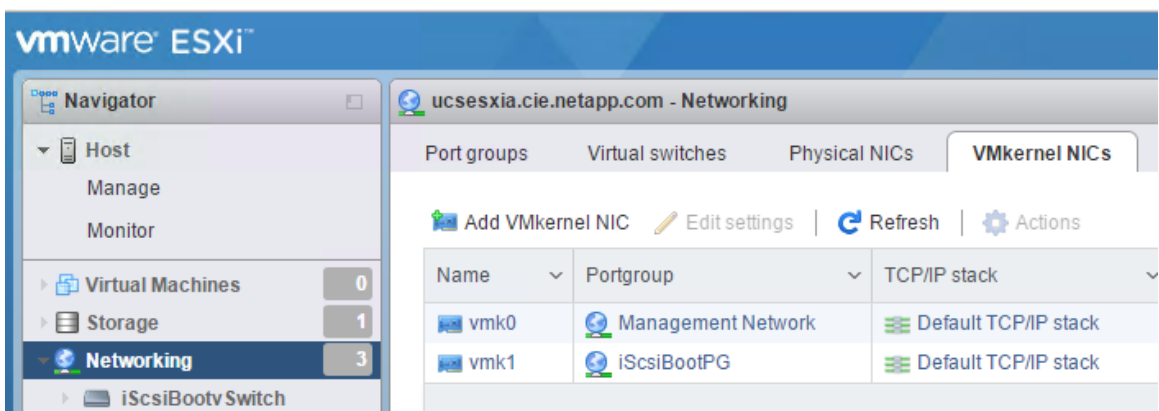 vmware ESXi™
Navigator
Host
Manage
Monitor
Virtual Machines 0
Storage 1
Networking 3
iScsiBootvSwitch
ucsesxia.cie.netapp.com - Networking
Port groups Virtual switches Physical NICs VMkernel NICs
Add VMkernel NIC Edit settings Refresh Actions
Name Portgroup TCP/IP stack
vmk0 Management Network Default TCP/IP stack
vmk1 iScsiBootPG Default TCP/IP stack